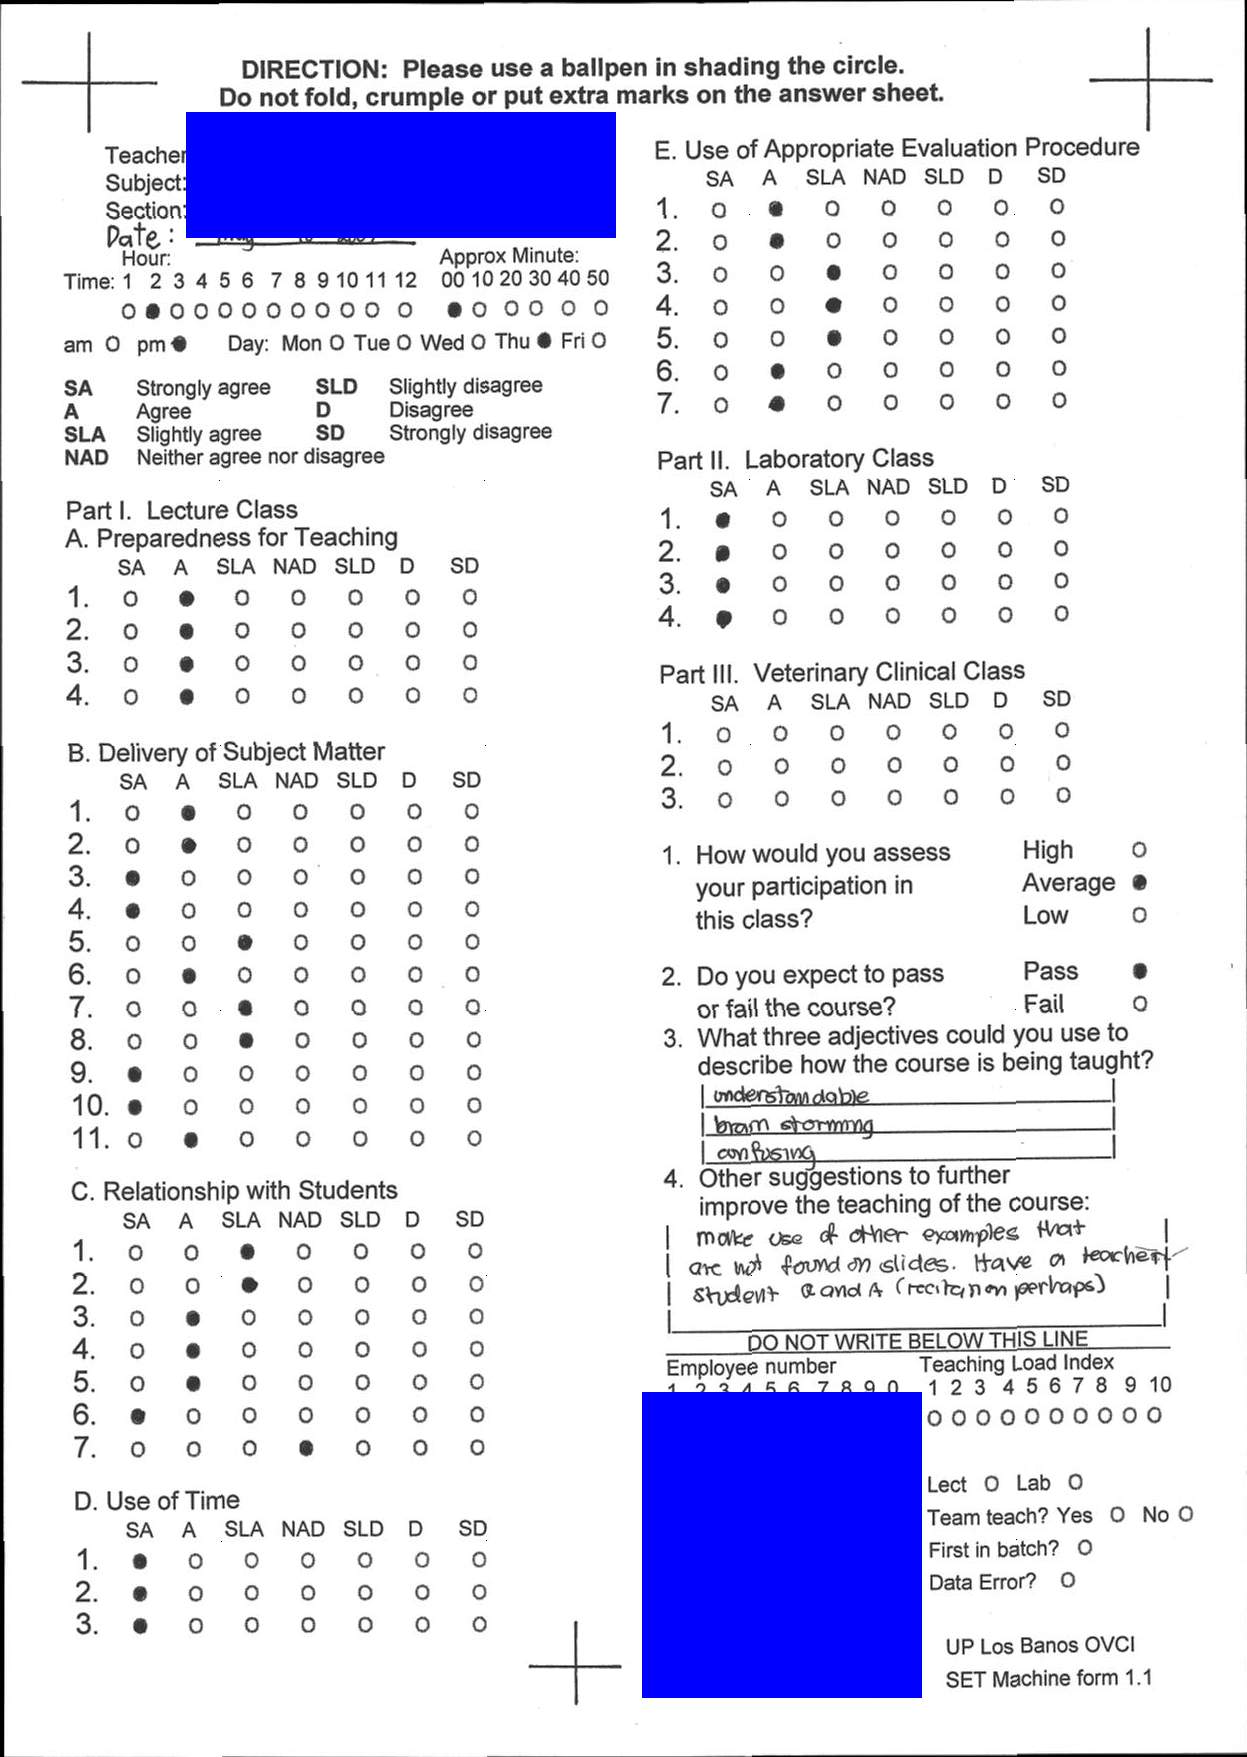 DIRECTION: Please use a ballpen in shading the circle.
Do not fold, crumple or put extra marks on the answer sheet.
Teacher
Subject:
Section:
Date:
Hour: Approx Minute:
Time: 1 2 3 4 5 6 7 8 9 10 11 12 00 10 20 30 40 50
am pm Day: Mon Tue Wed Thu Fri
SA Strongly agree SLD Slightly disagree
A Agree D Disagree
SLA Slightly agree SD Strongly disagree
NAD Neither agree nor disagree
Part I. Lecture Class
A. Preparedness for Teaching
SA A SLA NAD SLD D SD
1.
2.
3.
4.
B. Delivery of Subject Matter
SA A SLA NAD SLD D SD
1.
2.
3.
4.
5.
6.
7.
8.
9.
10.
11.
C. Relationship with Students
SA A SLA NAD SLD D SD
1.
2.
3.
4.
5.
6.
7.
D. Use of Time
SA A SLA NAD SLD D SD
1.
2.
3.
E. Use of Appropriate Evaluation Procedure
SA A SLA NAD SLD D SD
1.
2.
3.
4.
5.
6.
7.
Part II. Laboratory Class
SA A SLA NAD SLD D SD
1.
2.
3.
4.
Part III. Veterinary Clinical Class
SA A SLA NAD SLD D SD
1.
2.
3.
1. How would you assess High
your participation in Average
this class? Low
2. Do you expect to pass Pass
or fail the course? Fail
3. What three adjectives could you use to
describe how the course is being taught?
understandable
brain storming
confusing
4. Other suggestions to further
improve the teaching of the course:
make use of other examples that
are not found on slides. Have a teacher
student Q and A (recitation perhaps)
DO NOT WRITE BELOW THIS LINE
Employee number Teaching Load Index
1 2 3 4 5 6 7 8 9 0 1 2 3 4 5 6 7 8 9 10
Lect Lab
Team teach? Yes No
First in batch?
Data Error?
UP Los Banos OVCI
SET Machine form 1.1